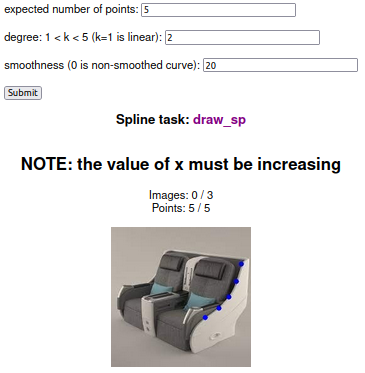 expected number of points: 5
degree: 1 < k < 5 (k=1 is linear): 2
smoothness (0 is non-smoothed curve): 20
Submit
Spline task: draw_sp
NOTE: the value of x must be increasing
Images: 0 / 3
Points: 5 / 5